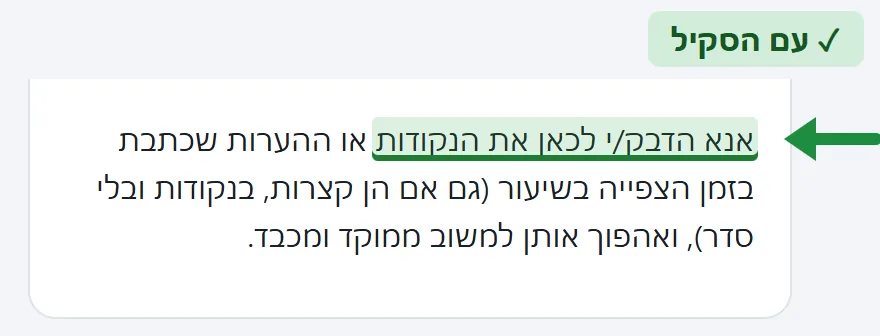 ✓ עם הסקיל
אנא הדבק/י לכאן את הנקודות או ההערות שכתבת
בזמן הצפייה בשיעור (גם אם הן קצרות, בנקודות ובלי
סדר), ואהפוך אותן למשוב ממוקד ומכבד.